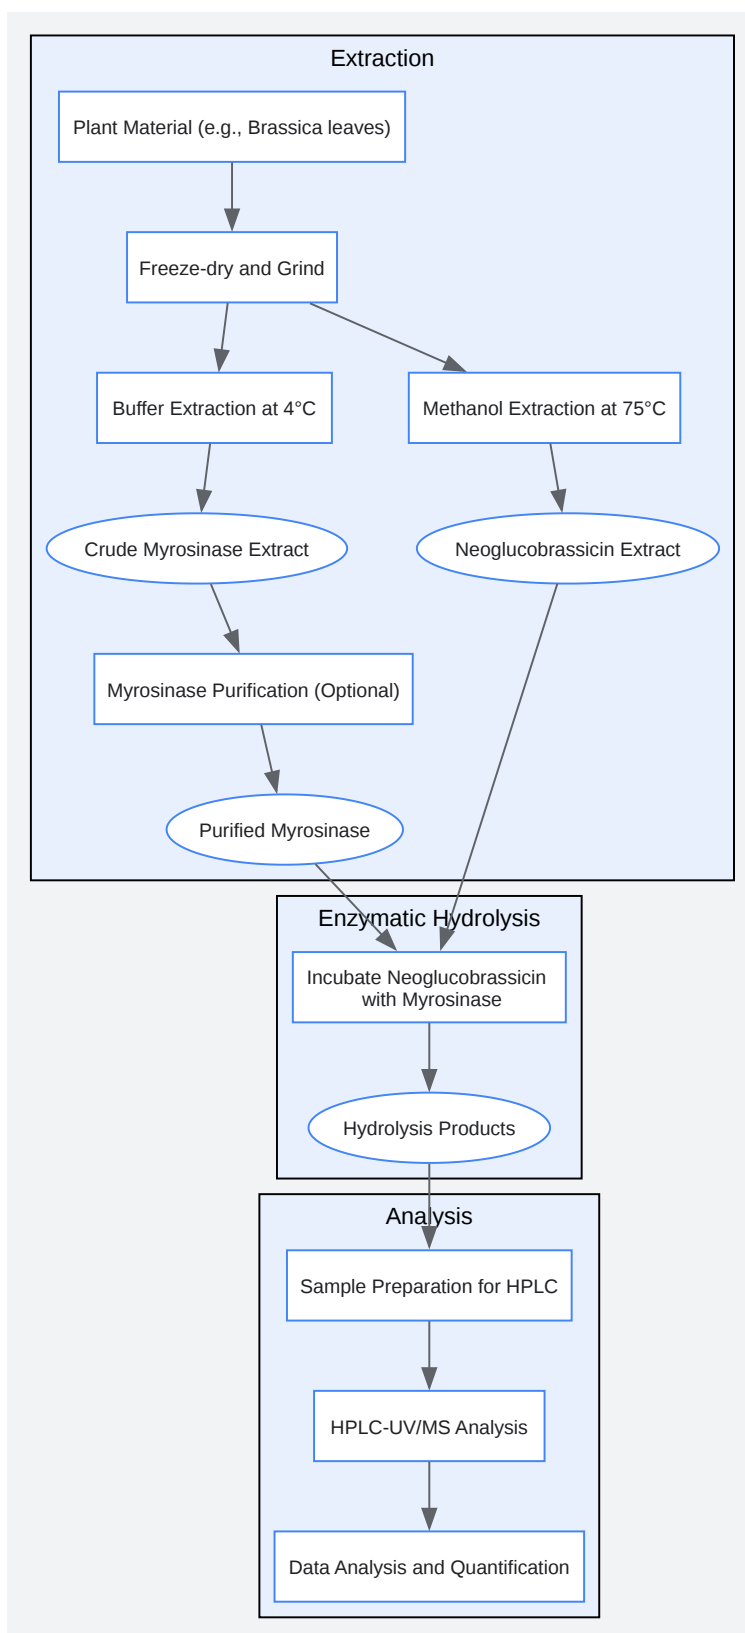 Extraction
Plant Material (e.g., Brassica leaves)
Freeze-dry and Grind
Buffer Extraction at 4°C
Methanol Extraction at 75°C
Crude Myrosinase Extract
Neoglucobrassicin Extract
Myrosinase Purification (Optional)
Purified Myrosinase
Enzymatic Hydrolysis
Incubate Neoglucobrassicin
with Myrosinase
Hydrolysis Products
Analysis
Sample Preparation for HPLC
HPLC-UV/MS Analysis
Data Analysis and Quantification